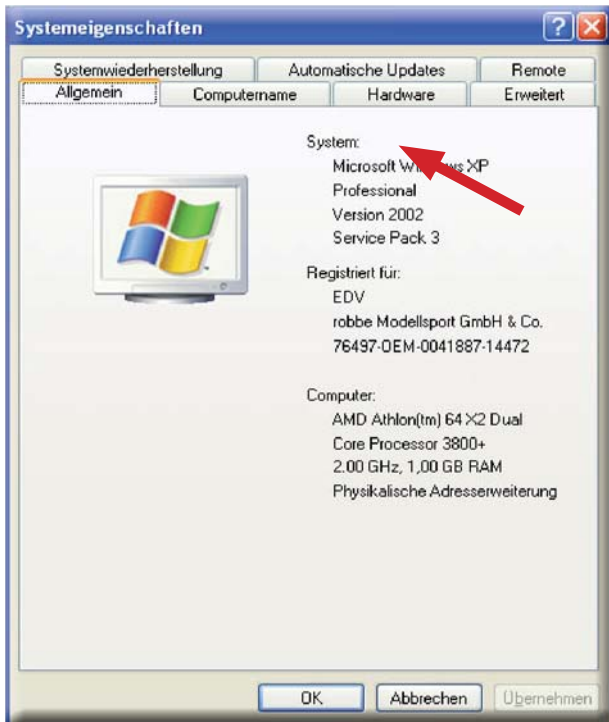 Systemeigenschaften
Systemwiederherstellung Automatische Updates Remote
Allgemein Computername Hardware Erweitert
System:
Microsoft Windows XP
Professional
Version 2002
Service Pack 3
Registriert für:
EDV
robbe Modellsport GmbH & Co.
76497-OEM-0041887-14472
Computer:
AMD Athlon(tm) 64 X2 Dual
Core Processor 3800+
2.00 GHz, 1,00 GB RAM
Physikalische Adresserweiterung
OK Abbrechen Übernehmen